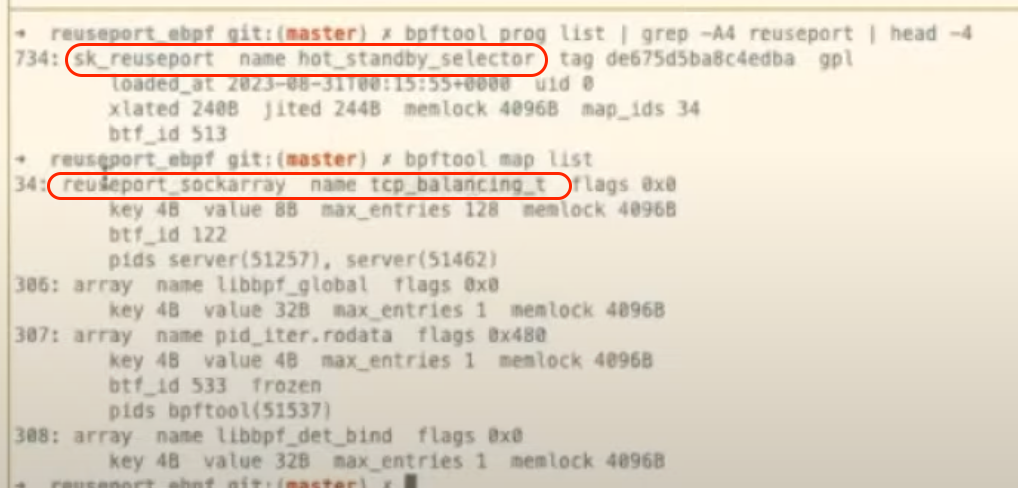 → reuseport_ebpf git:(master) ✗ bpftool prog list | grep -A4 reuseport | head -4
734: sk_reuseport name hot_standby_selector tag de675d5ba8c4edba gpl
loaded_at 2023-08-31T00:15:55+0000 uid 0
xlated 240B jited 244B memlock 4096B map_ids 34
btf_id 513
→ reuseport_ebpf git:(master) ✗ bpftool map list
34: reuseport_sockarray name tcp_balancing_t flags 0x0
key 4B value 8B max_entries 128 memlock 4096B
btf_id 122
pids server(51257), server(51462)
306: array name libbpf_global flags 0x0
key 4B value 32B max_entries 1 memlock 4096B
307: array name pid_iter.rodata flags 0x480
key 4B value 4B max_entries 1 memlock 4096B
btf_id 533 frozen
pids bpftool(51537)
308: array name libbpf_det_bind flags 0x0
key 4B value 32B max_entries 1 memlock 4096B
→ reuseport_ebpf git:(master) ✗